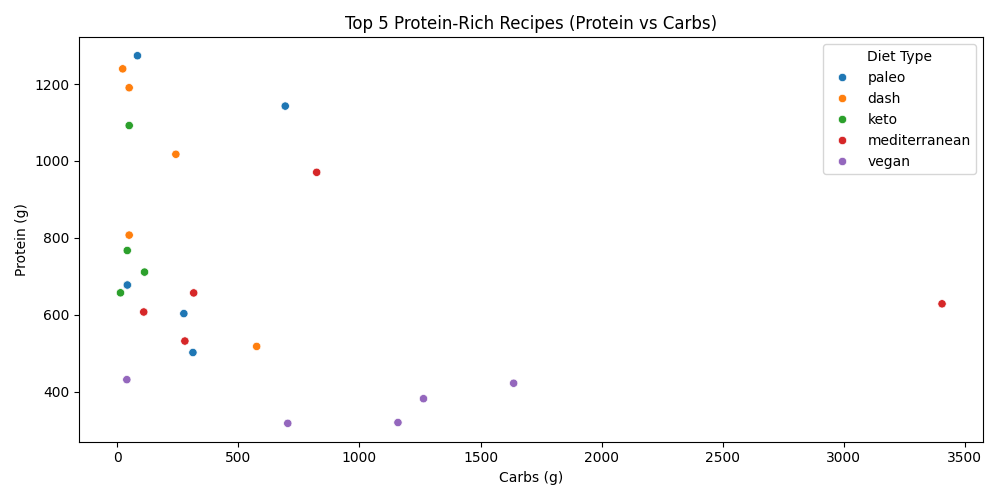 Top 5 Protein-Rich Recipes (Protein vs Carbs)
Diet Type
paleo
dash
keto
mediterranean
vegan
Protein (g)
1200
1000
800
600
400
0 500 1000 1500 2000 2500 3000 3500
Carbs (g)